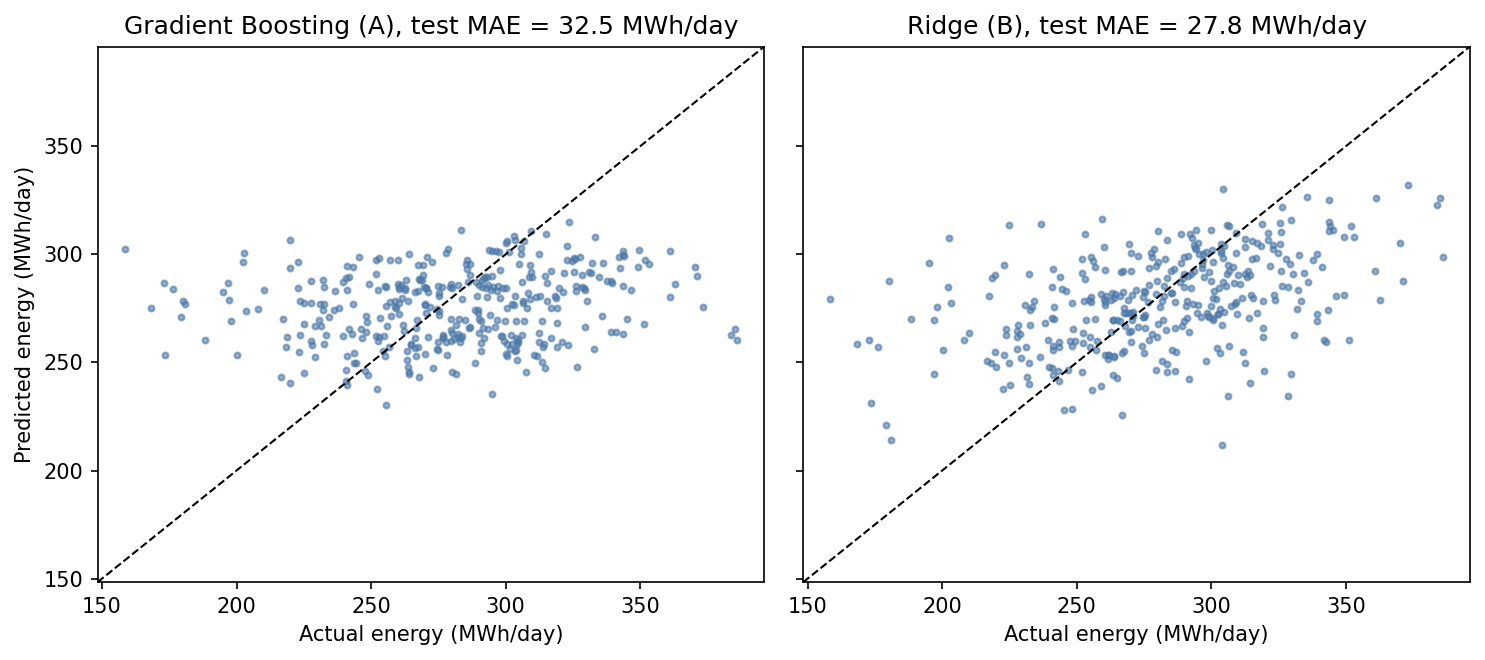 Gradient Boosting (A), test MAE = 32.5 MWh/day
Predicted energy (MWh/day)
350
300
250
200
150
150 200 250 300 350
Actual energy (MWh/day)
Ridge (B), test MAE = 27.8 MWh/day
150 200 250 300 350
Actual energy (MWh/day)